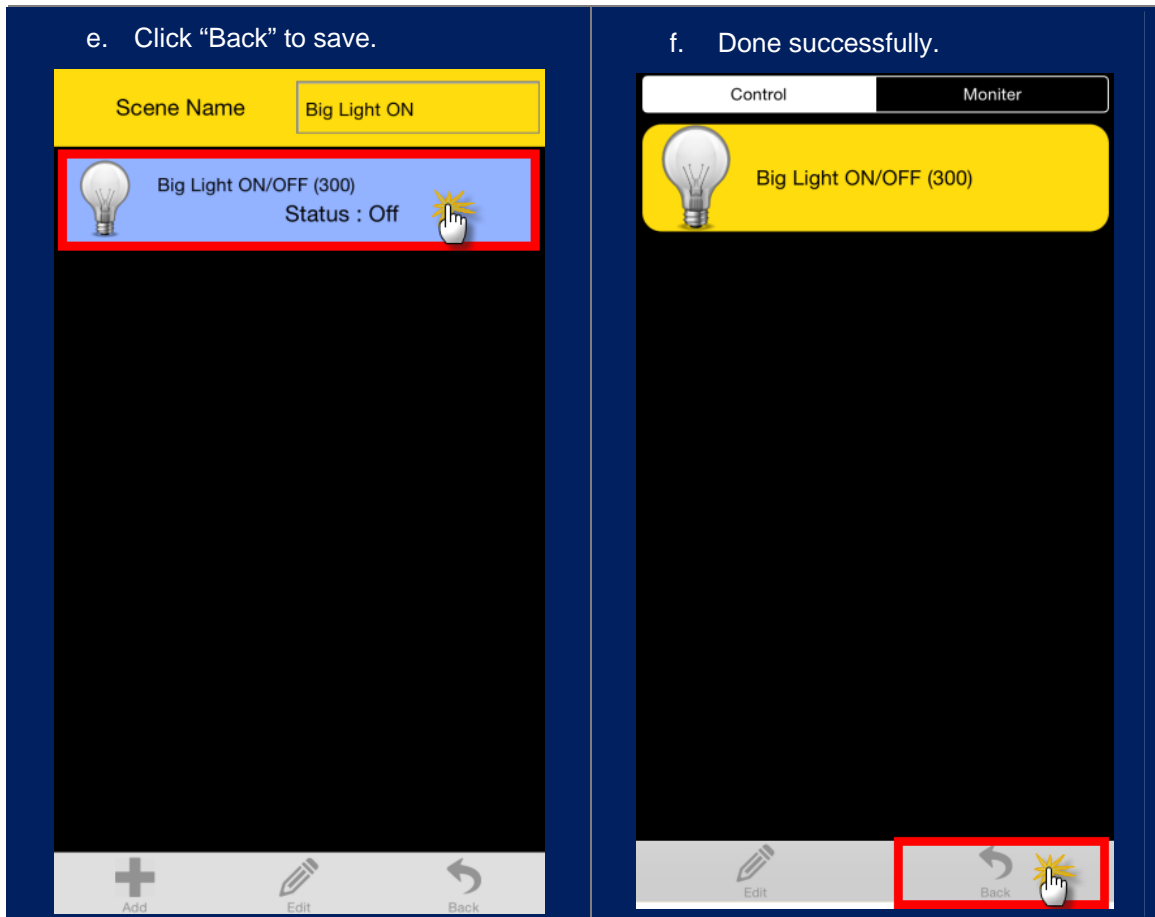 e. Click “Back” to save.
Scene Name
Big Light ON
Big Light ON/OFF (300)
Status : Off
Add
Edit
Back
f. Done successfully.
Control
Moniter
Big Light ON/OFF (300)
Edit
Back